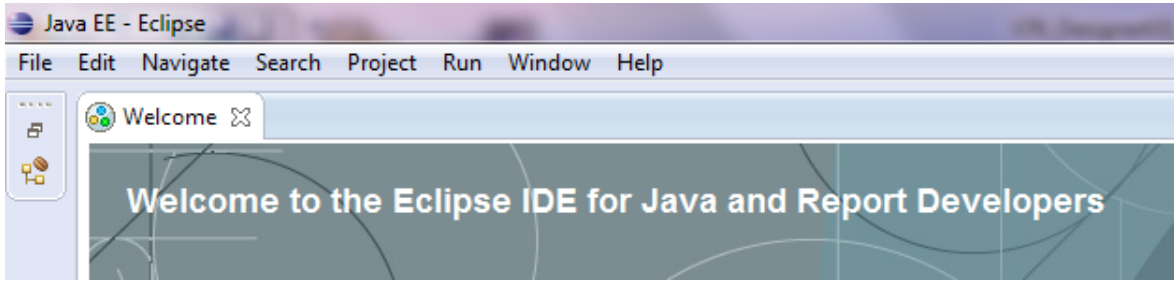 Java EE - Eclipse
File Edit Navigate Search Project Run Window Help
Welcome
Welcome to the Eclipse IDE for Java and Report Developers